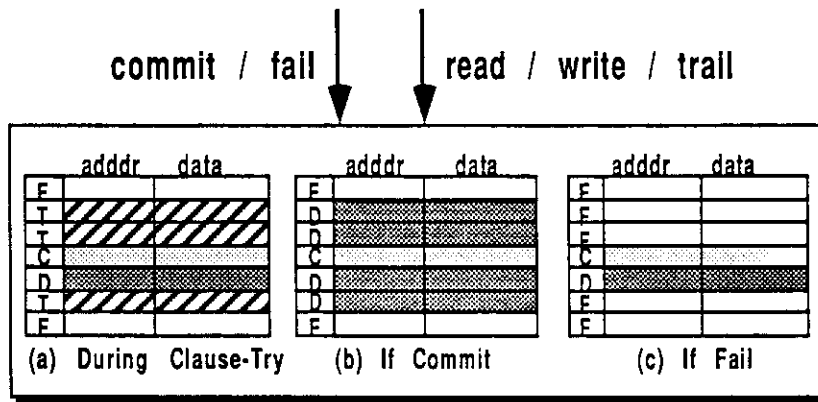 commit / fail read / write / trail
adddr data adddr data adddr data
E E E
T D E
T D E
C C C
D D D
T D E
E E E
(a) During Clause-Try (b) If Commit (c) If Fail